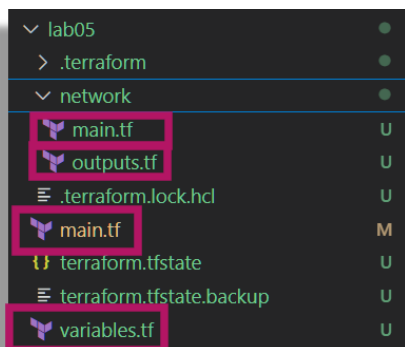 lab05
.terraform
network
main.tf U
outputs.tf U
.terraform.lock.hcl U
main.tf M
{} terraform.tfstate U
terraform.tfstate.backup U
variables.tf U